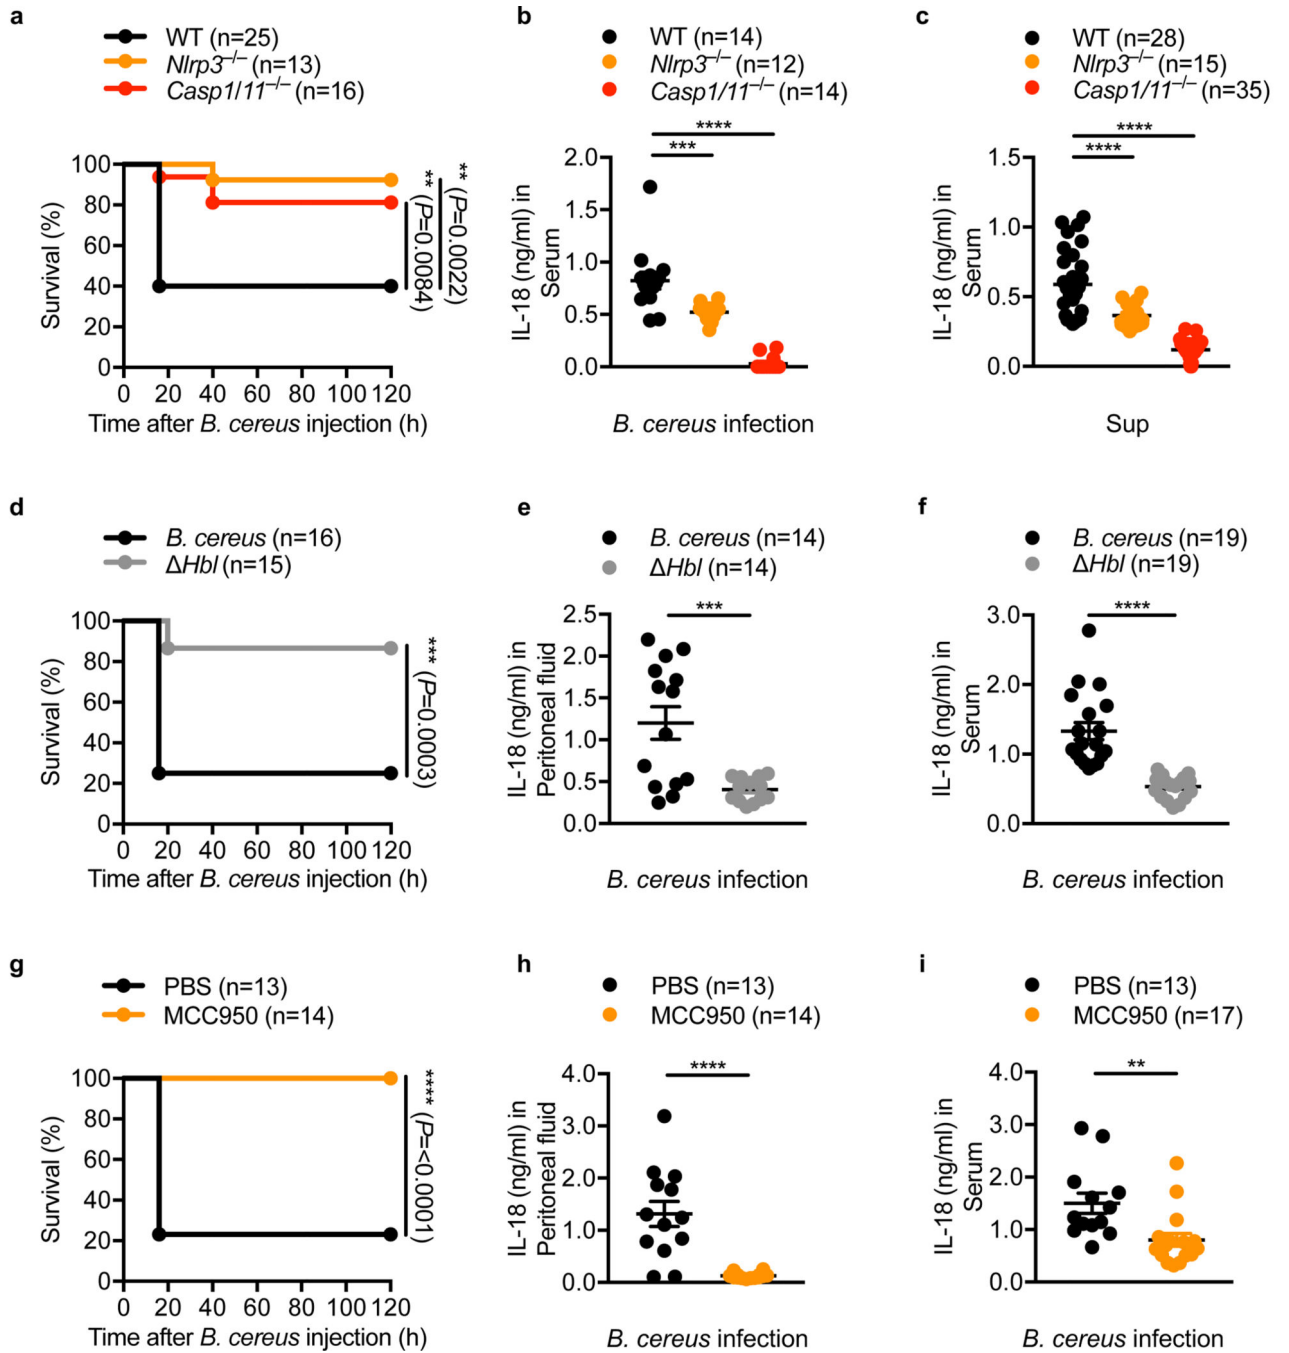 a
WT (n=25)
Nlrp3–/– (n=13)
Casp1/11–/– (n=16)
Survival (%)
100
80
60
40
20
0
0 20 40 60 80 100 120
Time after B. cereus injection (h)
** (P=0.0084)
** (P=0.0022)
b
WT (n=14)
Nlrp3–/– (n=12)
Casp1/11–/– (n=14)
****
***
IL-18 (ng/ml) in
Serum
2.0
1.5
1.0
0.5
0.0
B. cereus infection
c
WT (n=28)
Nlrp3–/– (n=15)
Casp1/11–/– (n=35)
****
****
IL-18 (ng/ml) in
Serum
1.5
1.0
0.5
0.0
Sup
d
B. cereus (n=16)
ΔHbl (n=15)
Survival (%)
100
80
60
40
20
0
0 20 40 60 80 100 120
Time after B. cereus injection (h)
*** (P=0.0003)
e
B. cereus (n=14)
ΔHbl (n=14)
***
IL-18 (ng/ml) in
Peritoneal fluid
2.5
2.0
1.5
1.0
0.5
0.0
B. cereus infection
f
B. cereus (n=19)
ΔHbl (n=19)
****
IL-18 (ng/ml) in
Serum
3.0
2.0
1.0
0.0
B. cereus infection
g
PBS (n=13)
MCC950 (n=14)
Survival (%)
100
80
60
40
20
0
0 20 40 60 80 100 120
Time after B. cereus injection (h)
**** (P=<0.0001)
h
PBS (n=13)
MCC950 (n=14)
****
IL-18 (ng/ml) in
Peritoneal fluid
4.0
3.0
2.0
1.0
0.0
B. cereus infection
i
PBS (n=13)
MCC950 (n=17)
**
IL-18 (ng/ml) in
Serum
4.0
3.0
2.0
1.0
0.0
B. cereus infection